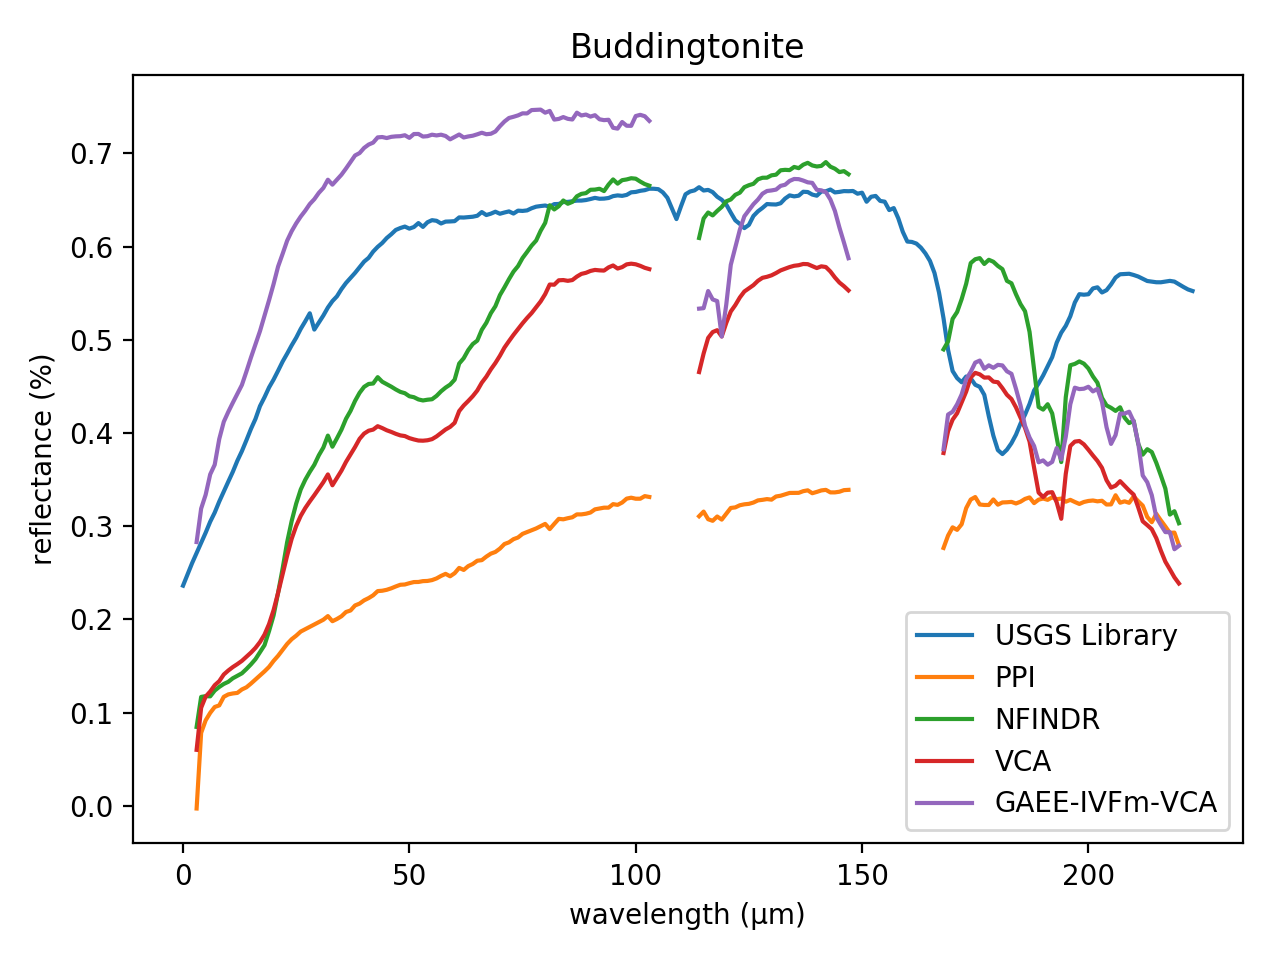 Buddingtonite
0.7
0.6
0.5
0.4
0.3
0.2
0.1
0.0
reflectance (%)
0 50 100 150 200
wavelength (µm)
USGS Library
PPI
NFINDR
VCA
GAEE-IVFm-VCA